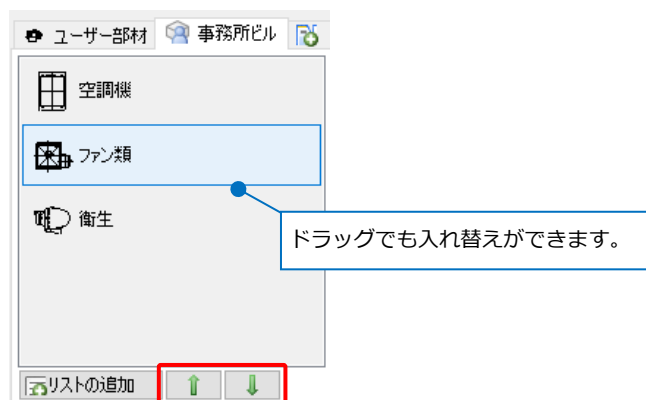 ユーザー部材 事務所ビル
空調機
ファン類
衛生
ドラッグでも入れ替えができます。
リストの追加